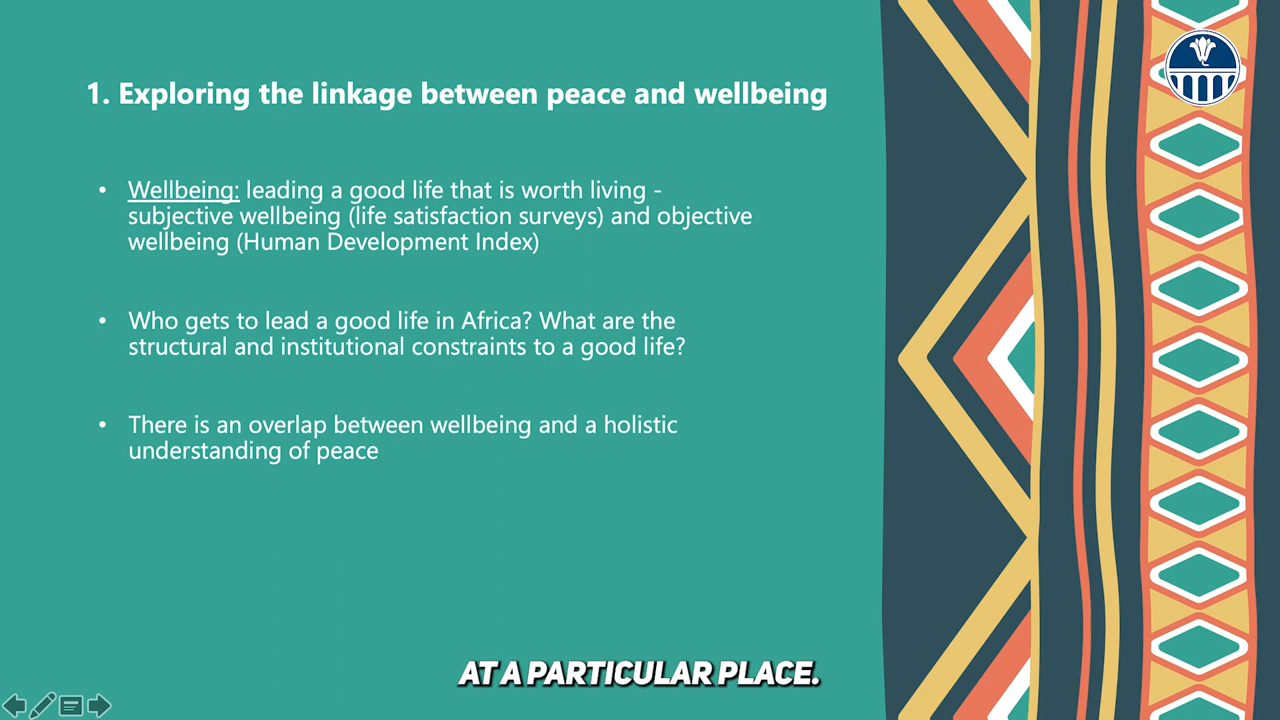 1. Exploring the linkage between peace and wellbeing
• Wellbeing: leading a good life that is worth living -
subjective wellbeing (life satisfaction surveys) and objective
wellbeing (Human Development Index)
• Who gets to lead a good life in Africa? What are the
structural and institutional constraints to a good life?
• There is an overlap between wellbeing and a holistic
understanding of peace
AT A PARTICULAR PLACE.